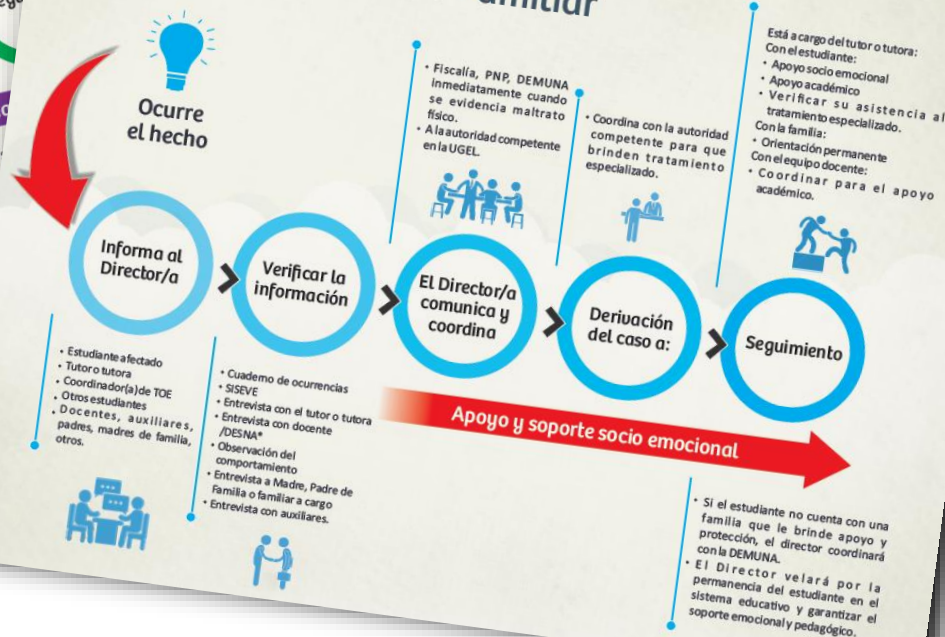 Ocurre
el hecho
Informa al
Director/a
• Estudiante afectado
• Tutor o tutora
• Coordinador(a) de TOE
• Otros estudiantes
• Docentes, auxiliares,
padres, madres de familia,
otros.
Verificar la
información
• Cuaderno de ocurrencias
• SISEVE
• Entrevista con el tutor o tutora
• Entrevista con docente
/DESNA*
• Observación del
comportamiento
• Entrevista a Madre, Padre de
Familia o familiar a cargo
• Entrevista con auxiliares.
• Fiscalía, PNP, DEMUNA
inmediatamente cuando
se evidencia maltrato
físico.
• A la autoridad competente
en la UGEL.
El Director/a
comunica y
coordina
• Coordina con la autoridad
competente para que
brinden tratamiento
especializado.
Derivación
del caso a:
Está a cargo del tutor o tutora:
Con el estudiante:
• Apoyo socio emocional
• Apoyo académico
• Verificar su asistencia al
tratamiento especializado.
Con la familia:
• Orientación permanente
Con el equipo docente:
• Coordinar para el apoyo
académico.
Seguimiento
Apoyo y soporte socio emocional
• Si el estudiante no cuenta con una
familia que le brinde apoyo y
protección, el director coordinará
con la DEMUNA.
• El Director velará por la
permanencia del estudiante en el
sistema educativo y garantizar el
soporte emocional y pedagógico.